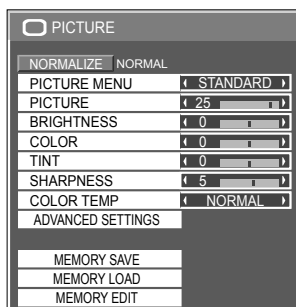 PICTURE
NORMALIZE NORMAL
PICTURE MENU STANDARD
PICTURE 25
BRIGHTNESS 0
COLOR 0
TINT 0
SHARPNESS 5
COLOR TEMP NORMAL
ADVANCED SETTINGS
MEMORY SAVE
MEMORY LOAD
MEMORY EDIT